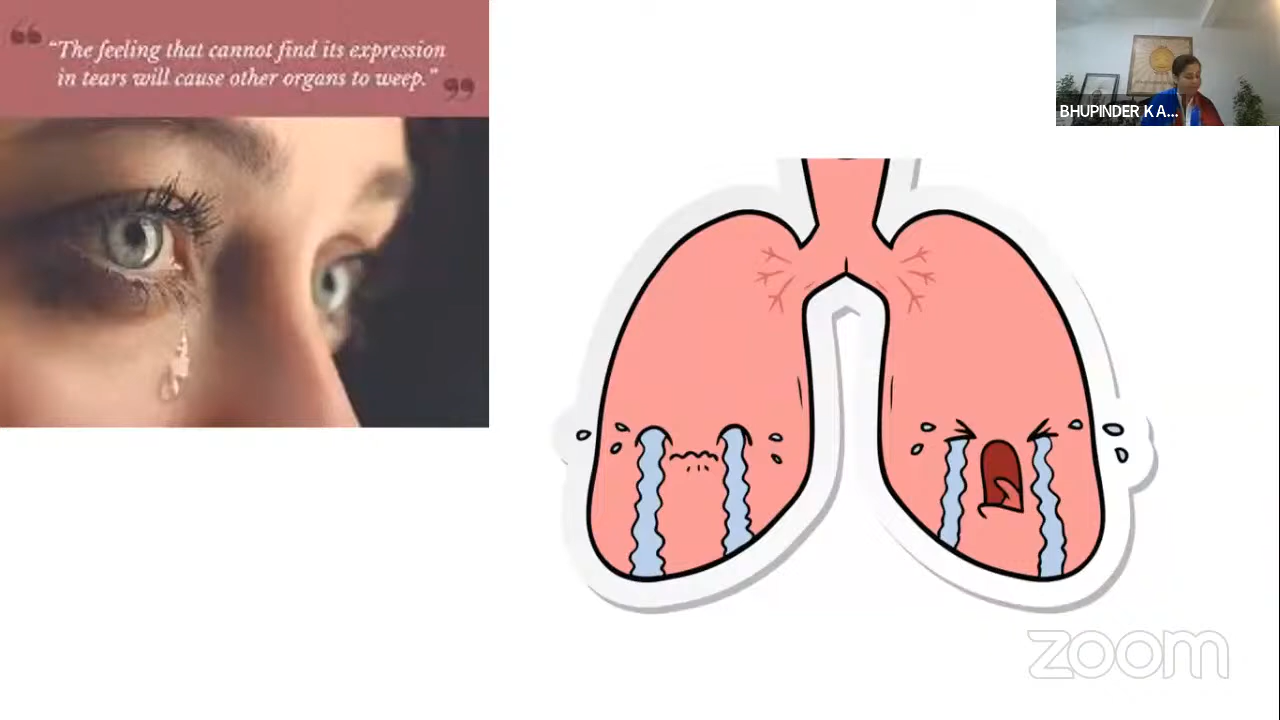 “The feeling that cannot find its expression
in tears will cause other organs to weep.”
BHUPINDER K A...
zoom